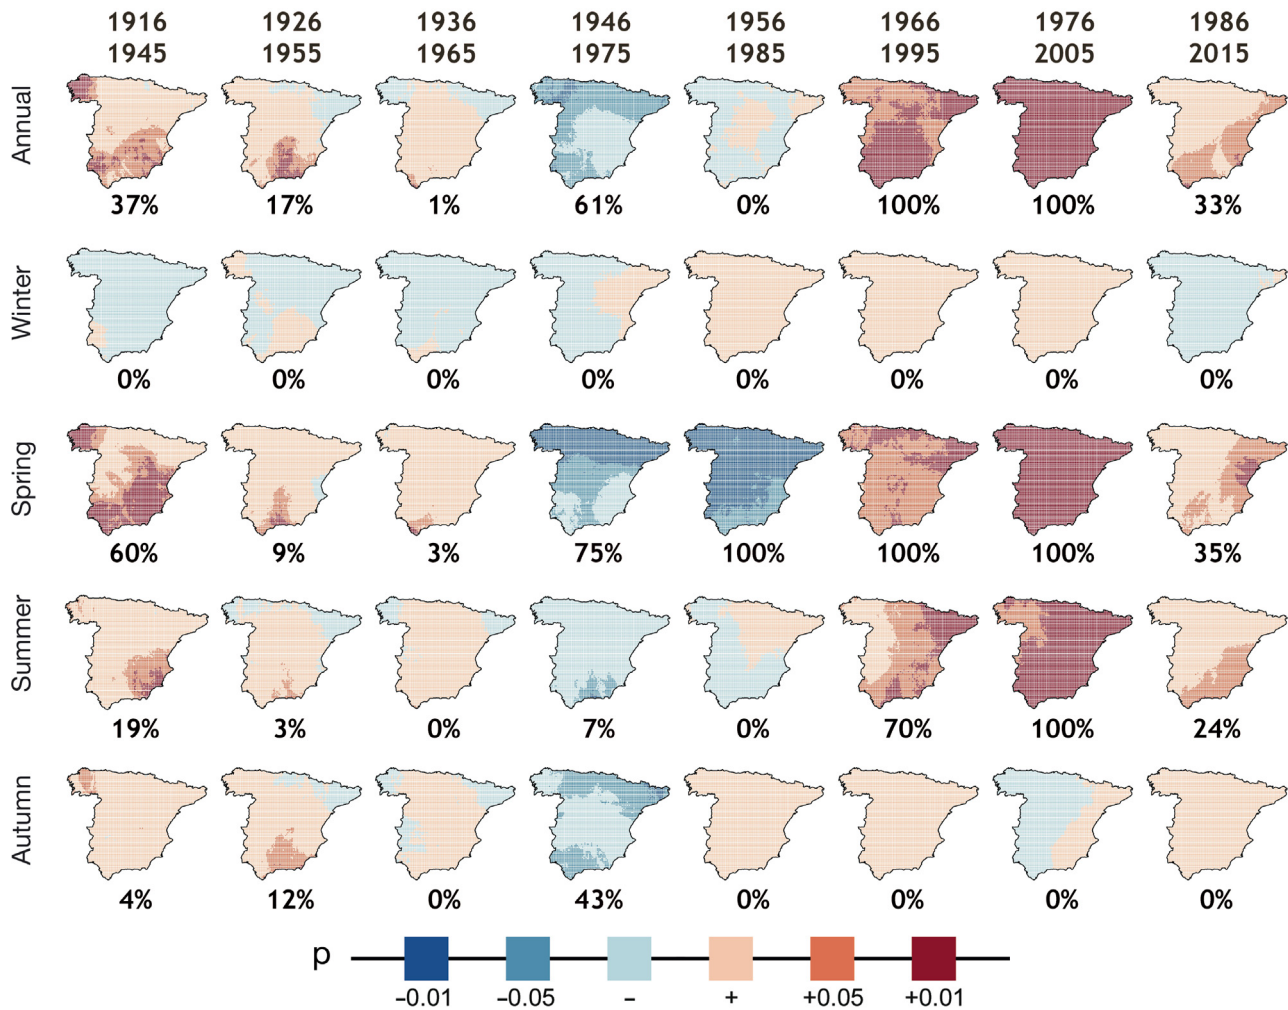 1916 1926 1936 1946 1956 1966 1976 1986
1945 1955 1965 1975 1985 1995 2005 2015
Annual
37% 17% 1% 61% 0% 100% 100% 33%
Winter
0% 0% 0% 0% 0% 0% 0% 0%
Spring
60% 9% 3% 75% 100% 100% 100% 35%
Summer
19% 3% 0% 7% 0% 70% 100% 24%
Autumn
4% 12% 0% 43% 0% 0% 0% 0%
p
−0.01 −0.05 − + +0.05 +0.01